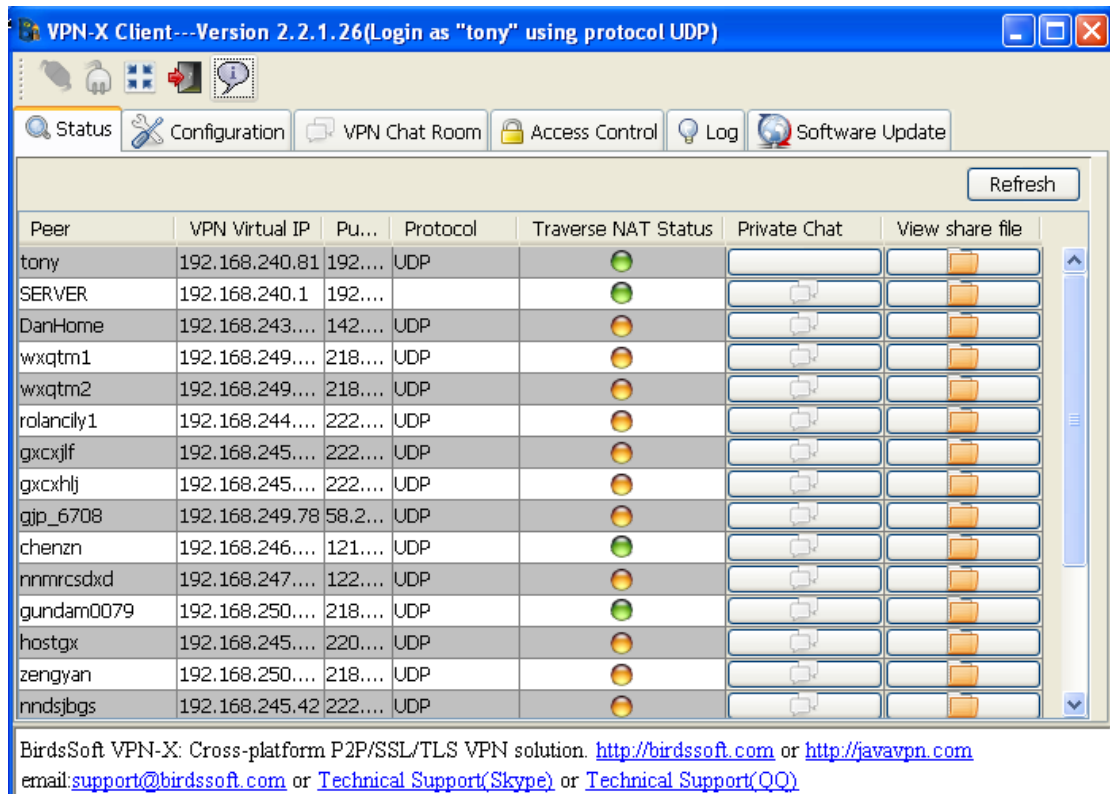 VPN-X Client---Version 2.2.1.26(Login as "tony" using protocol UDP)
Status Configuration VPN Chat Room Access Control Log Software Update
Refresh
Peer VPN Virtual IP Pu... Protocol Traverse NAT Status Private Chat View share file
tony 192.168.240.81 192.... UDP
SERVER 192.168.240.1 192....
DanHome 192.168.243.... 142.... UDP
wxqtm1 192.168.249.... 218.... UDP
wxqtm2 192.168.249.... 218.... UDP
rolancily1 192.168.244.... 222.... UDP
gxcxjlf 192.168.245.... 222.... UDP
gxcxhlj 192.168.245.... 222.... UDP
gjp_6708 192.168.249.78 58.2... UDP
chenzn 192.168.246.... 121.... UDP
nnmrcsdxd 192.168.247.... 122.... UDP
gundam0079 192.168.250.... 218.... UDP
hostgx 192.168.245.... 220.... UDP
zengyan 192.168.250.... 218.... UDP
nndsjbgs 192.168.245.42 222.... UDP
BirdsSoft VPN-X: Cross-platform P2P/SSL/TLS VPN solution. http://birdssoft.com or http://javavpn.com
email:support@birdssoft.com or Technical Support(Skype) or Technical Support(QQ)